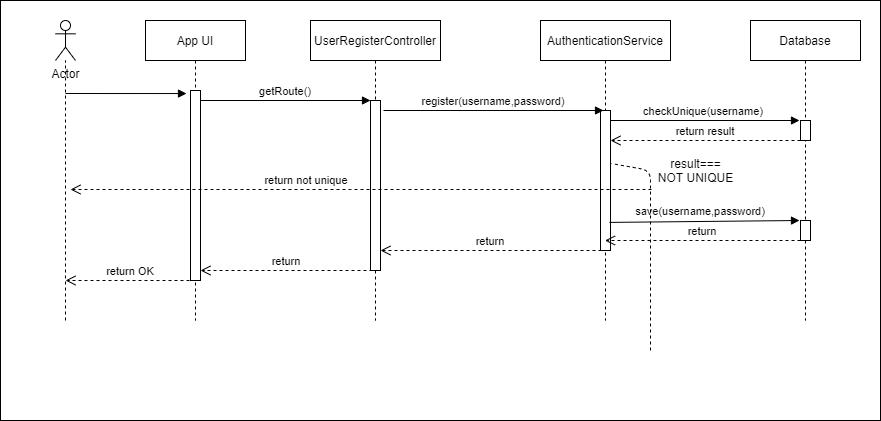 Actor
App UI
UserRegisterController
AuthenticationService
Database
getRoute()
register(username,password)
checkUnique(username)
return result
result===
NOT UNIQUE
return not unique
save(username,password)
return
return
return
return OK